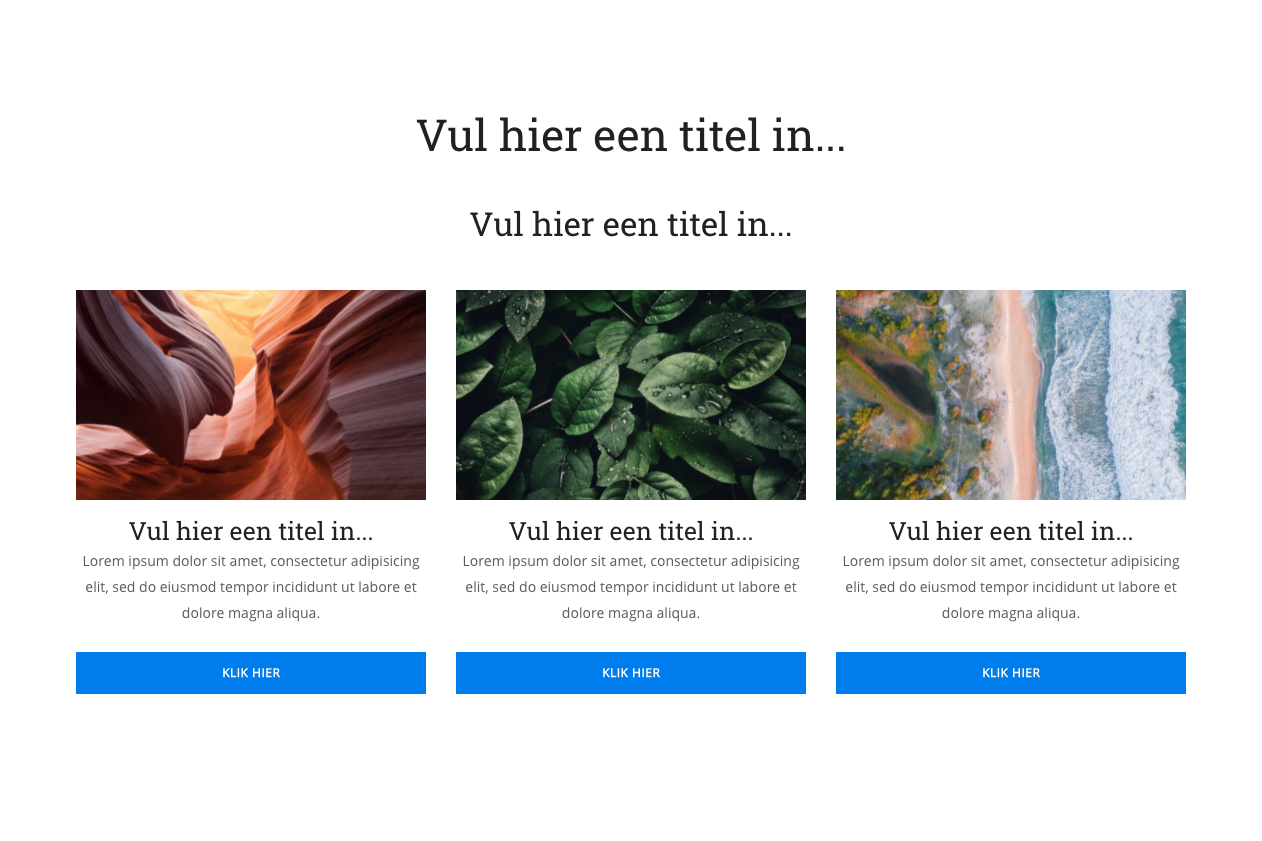 Vul hier een titel in...
Vul hier een titel in...
Vul hier een titel in...
Lorem ipsum dolor sit amet, consectetur adipisicing
elit, sed do eiusmod tempor incididunt ut labore et
dolore magna aliqua.
KLIK HIER
Vul hier een titel in...
Lorem ipsum dolor sit amet, consectetur adipisicing
elit, sed do eiusmod tempor incididunt ut labore et
dolore magna aliqua.
KLIK HIER
Vul hier een titel in...
Lorem ipsum dolor sit amet, consectetur adipisicing
elit, sed do eiusmod tempor incididunt ut labore et
dolore magna aliqua.
KLIK HIER